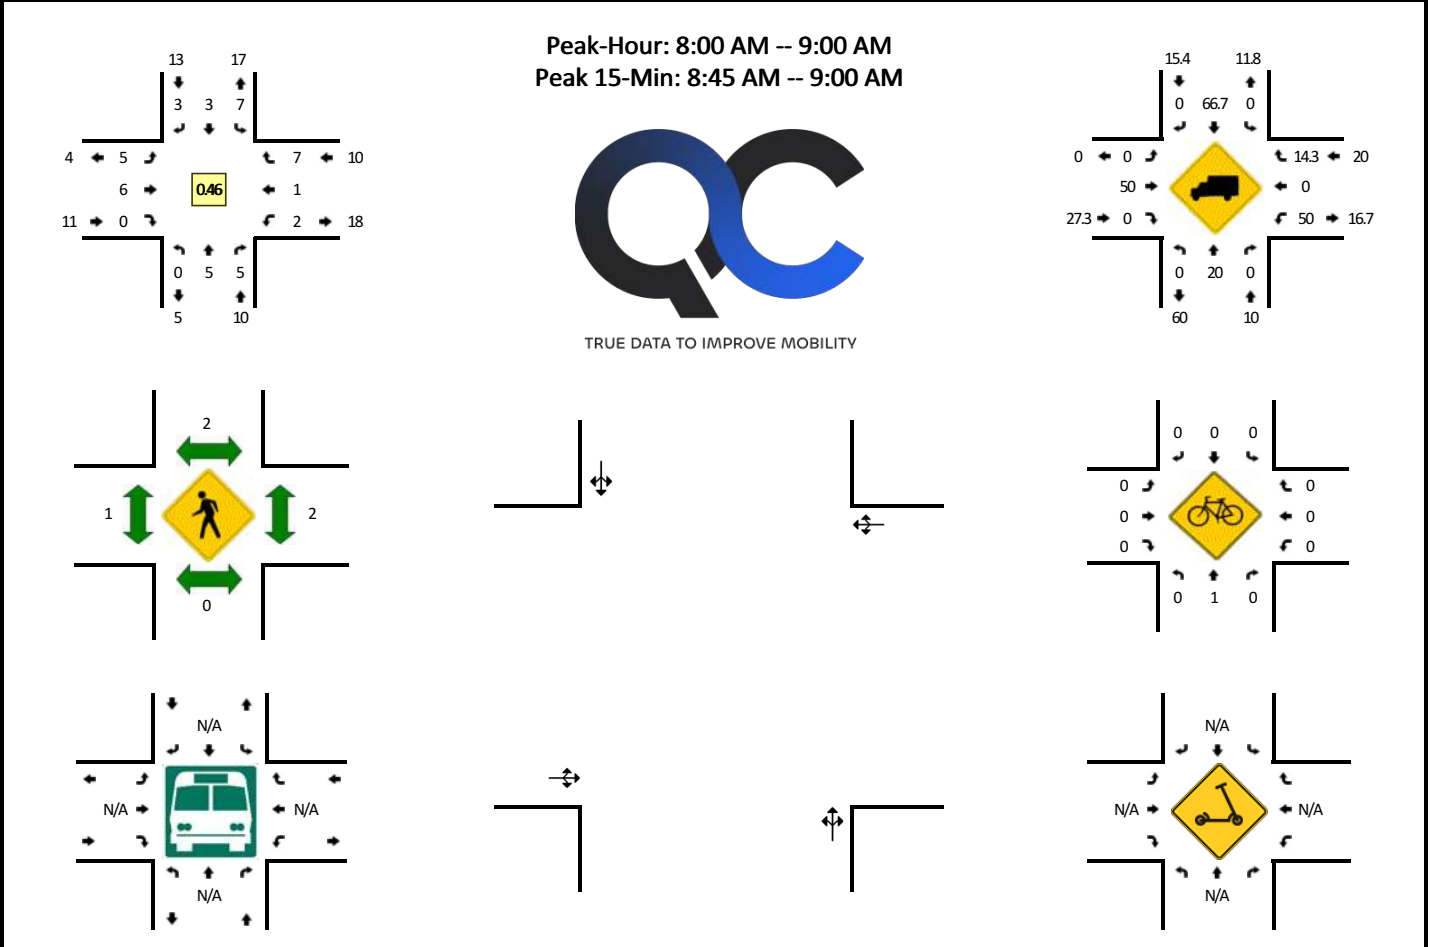 Peak-Hour: 8:00 AM -- 9:00 AM
Peak 15-Min: 8:45 AM -- 9:00 AM
13 17
3 3 7
4 5 7 10
6 0.46 1
11 0 2 18
0 5 5
5 10
QC
TRUE DATA TO IMPROVE MOBILITY
15.4 11.8
0 66.7 0
0 0 14.3 20
50 0
27.3 0 50 16.7
0 20 0
60 10
2
1 2
0
0 0 0
0 0
0 0
0 0
0 1 0
N/A
N/A N/A
N/A
N/A
N/A N/A
N/A